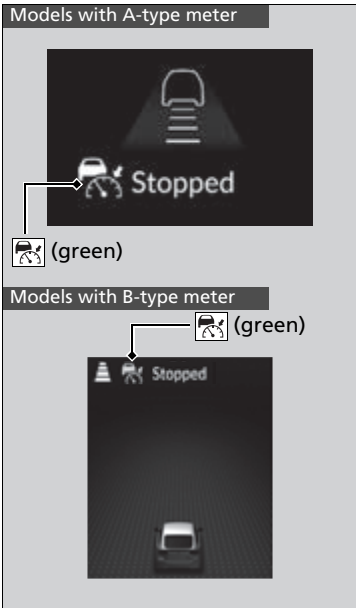 Models with A-type meter
Stopped
(green)
Models with B-type meter
(green)
Stopped